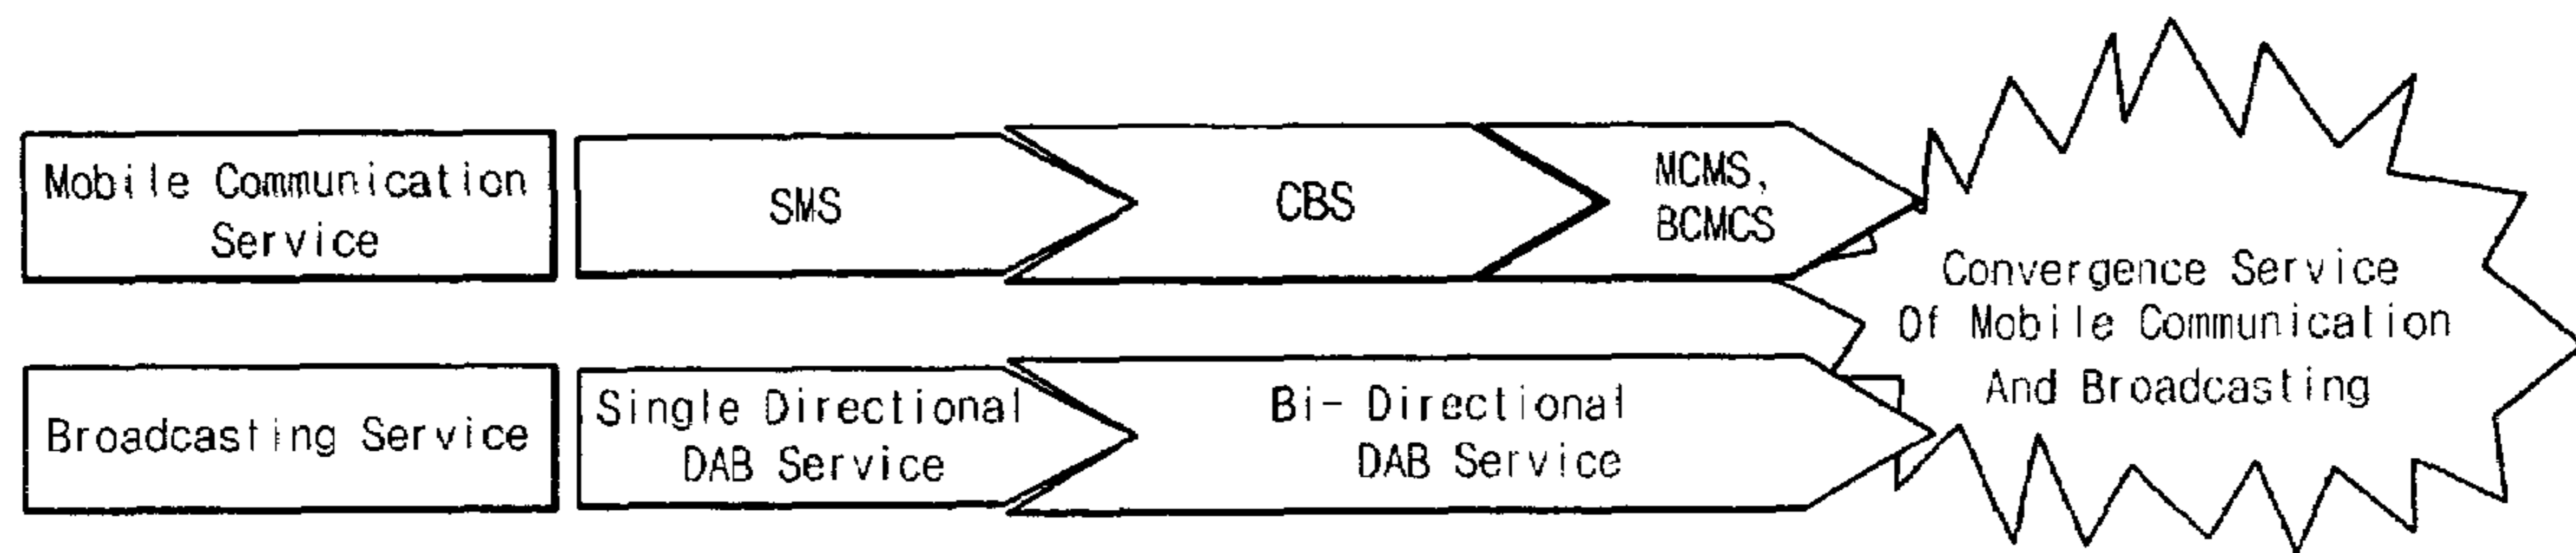 Mobile Communication
Service
SMS
CBS
MCMS,
BCMCS
Broadcasting Service
Single Directional
DAB Service
Bi- Directional
DAB Service
Convergence Service
Of Mobile Communication
And Broadcasting